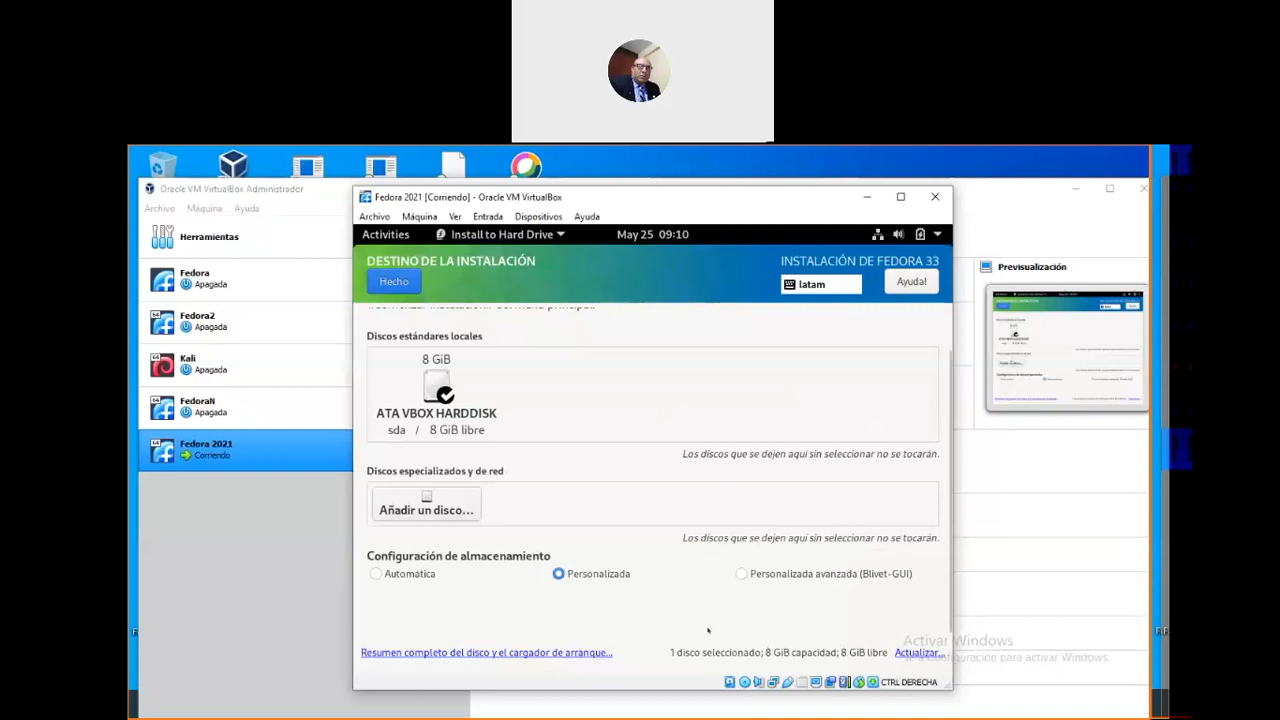 Oracle VM VirtualBox Administrador
Archivo Máquina Ayuda
Herramientas
Fedora
Apagada
Fedora2
Apagada
Kali
Apagada
FedoraN
Apagada
Fedora 2021
Corriendo
Fedora 2021 [Corriendo] - Oracle VM VirtualBox
Archivo Máquina Ver Entrada Dispositivos Ayuda
Activities Install to Hard Drive May 25 09:10
DESTINO DE LA INSTALACIÓN
INSTALACIÓN DE FEDORA 33
Hecho
latam
Ayuda!
Discos estándares locales
8 GiB
ATA VBOX HARDDISK
sda / 8 GiB libre
Los discos que se dejen aquí sin seleccionar no se tocarán.
Discos especializados y de red
Añadir un disco...
Los discos que se dejen aquí sin seleccionar no se tocarán.
Configuración de almacenamiento
Automática Personalizada Personalizada avanzada (Blivet-GUI)
Resumen completo del disco y el cargador de arranque...
1 disco seleccionado; 8 GiB capacidad; 8 GiB libre Actualizar...
CTRL DERECHA
Previsualización
Activar Windows
Configuración para activar Windows.